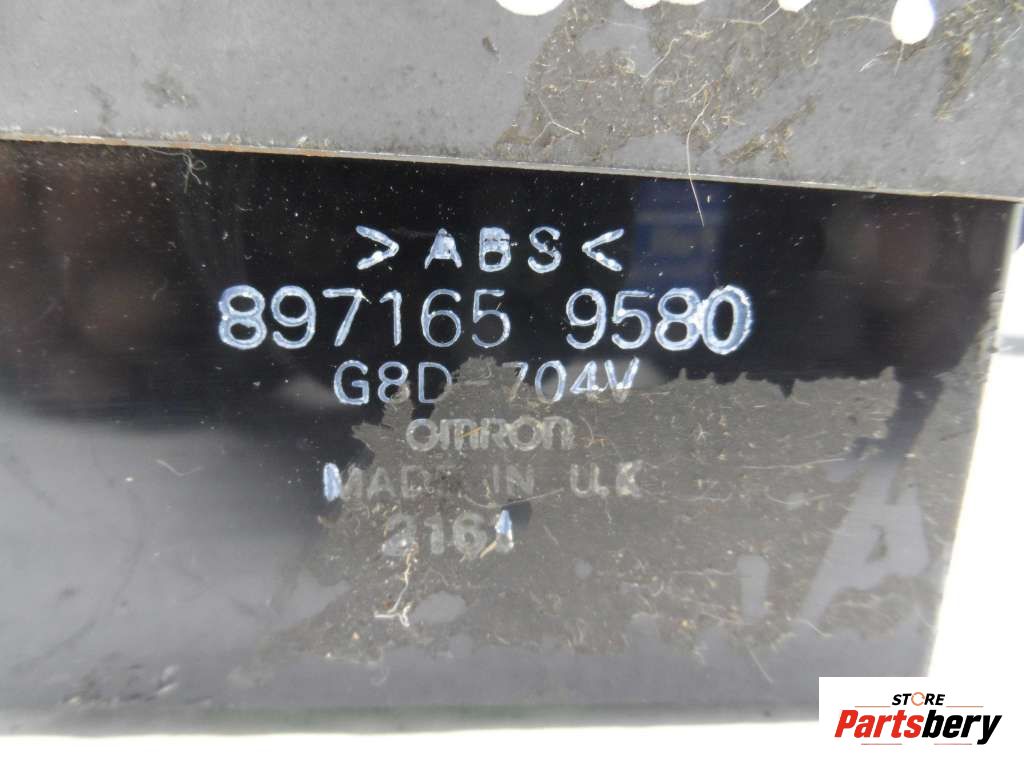 >ABS<
897165 9580
G8D-704V
omron
MADE IN U.K
A
STORE
Partsbery